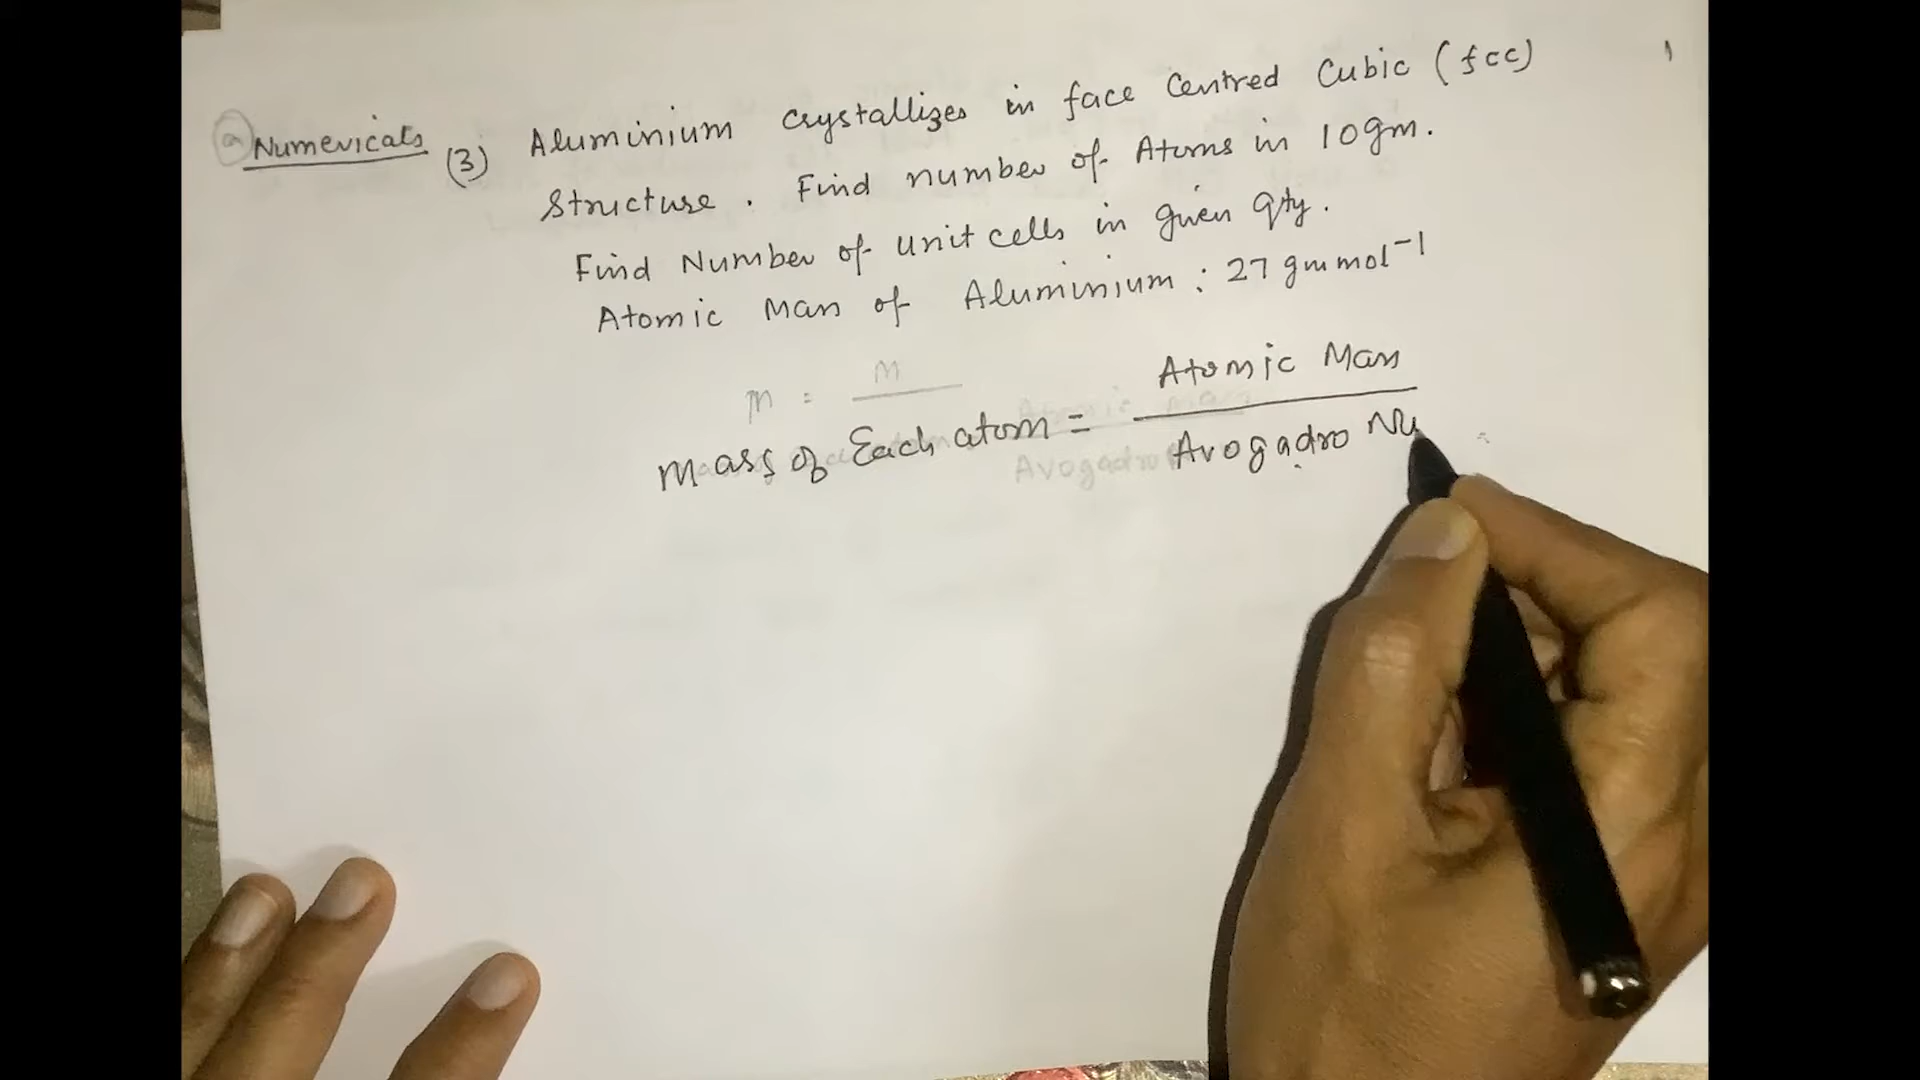 Numericals (3) Aluminium crystallizes in face Centred Cubic (fcc)
Structure. Find number of Atoms in 10gm.
Find Number of unit cells in given qty.
Atomic Mass of Aluminium : 27 gm mol⁻¹
m = M
Mass of Each atom = Atomic Mass
Avogadro Nu